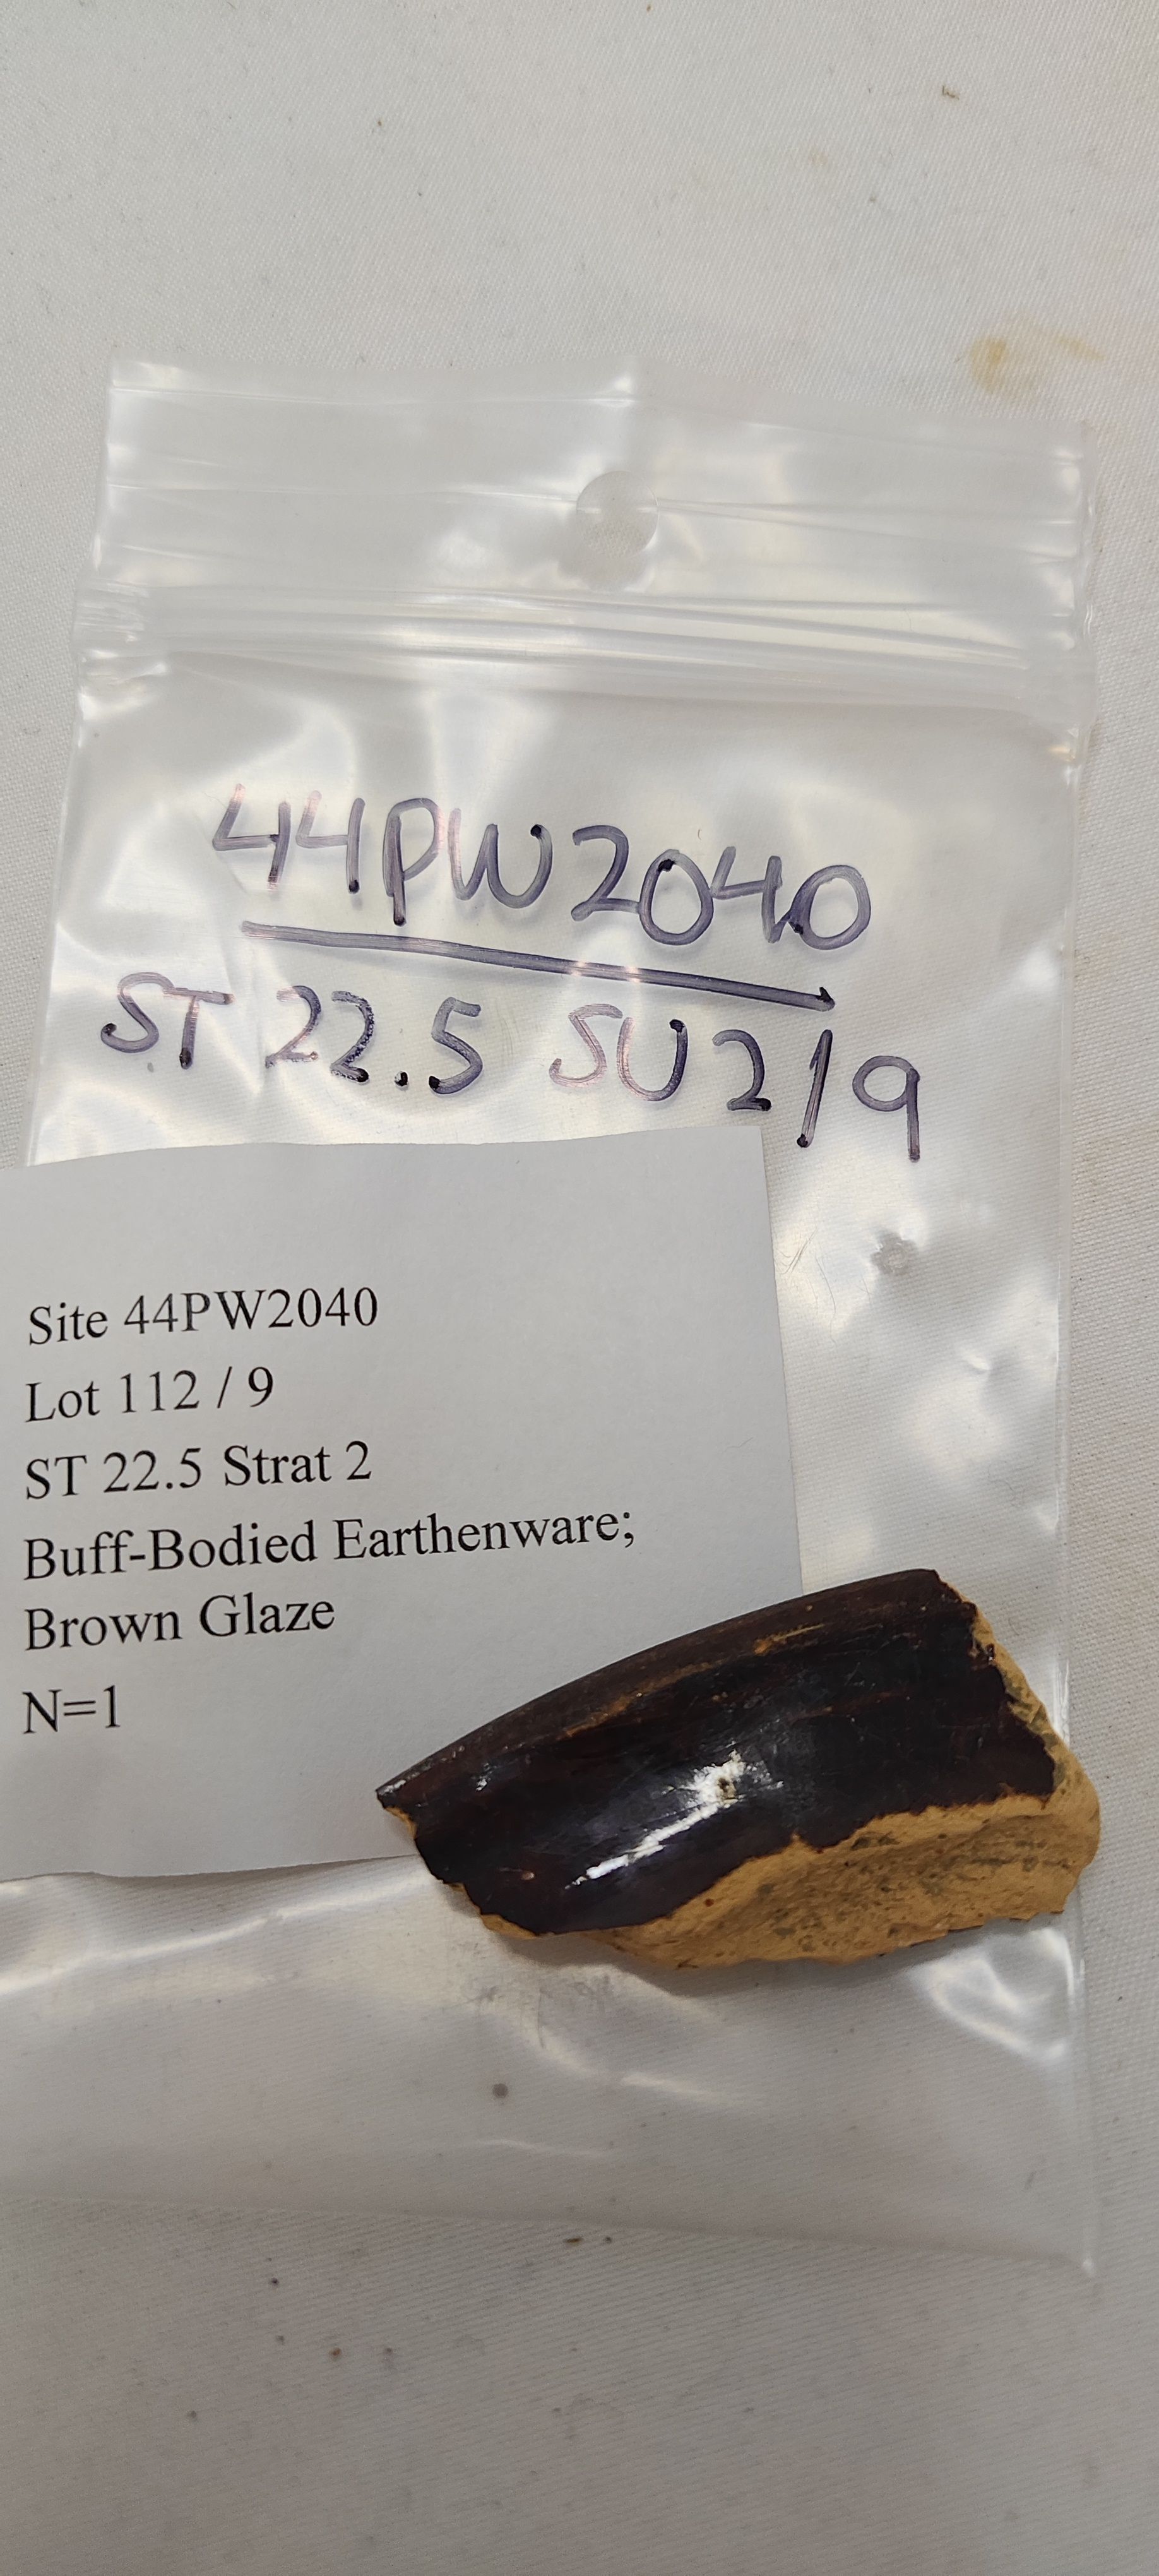 44PW2040
ST 22.5 SU2/9
Site 44PW2040
Lot 112 / 9
ST 22.5 Strat 2
Buff-Bodied Earthenware;
Brown Glaze
N=1